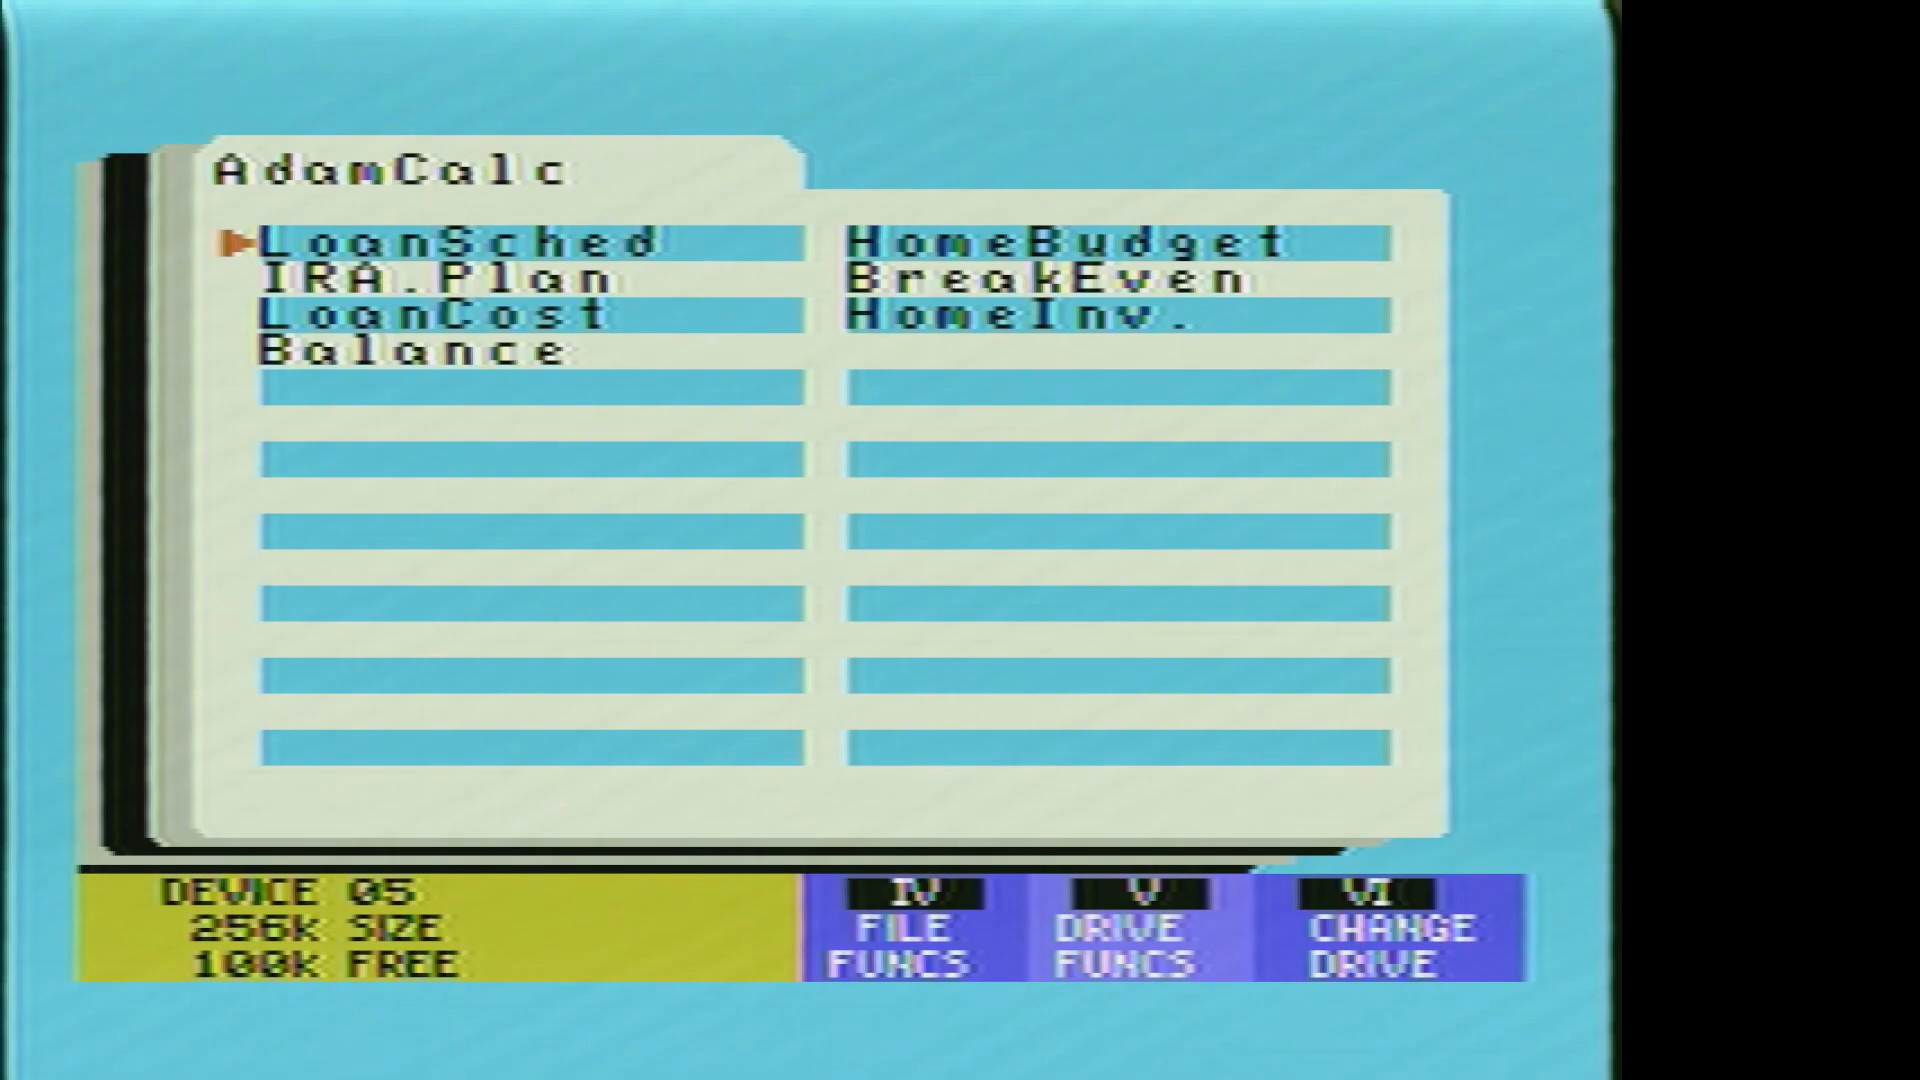 AdamCalc
LoanSched HomeBudget
IRA.Plan BreakEven
LoanCost HomeInv.
Balance
DEVICE 05 IV V VI
256k SIZE FILE DRIVE CHANGE
100k FREE FUNCS FUNCS DRIVE